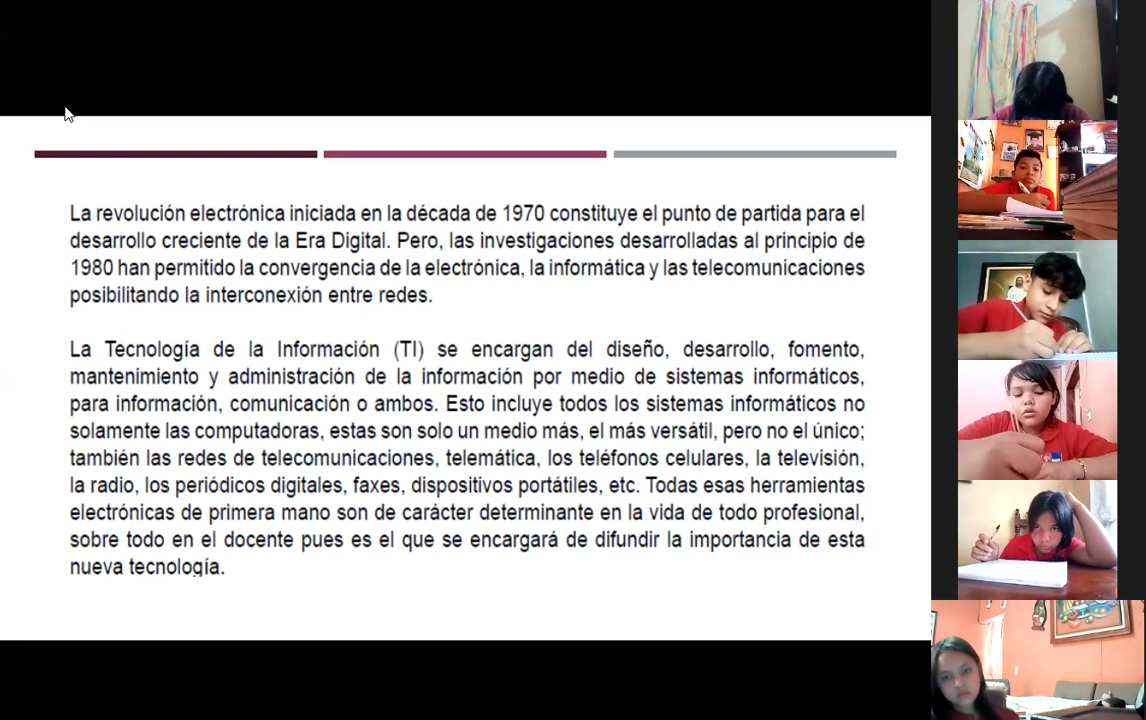 La revolución electrónica iniciada en la década de 1970 constituye el punto de partida para el
desarrollo creciente de la Era Digital. Pero, las investigaciones desarrolladas al principio de
1980 han permitido la convergencia de la electrónica, la informática y las telecomunicaciones
posibilitando la interconexión entre redes.
La Tecnología de la Información (TI) se encargan del diseño, desarrollo, fomento,
mantenimiento y administración de la información por medio de sistemas informáticos,
para información, comunicación o ambos. Esto incluye todos los sistemas informáticos no
solamente las computadoras, estas son solo un medio más, el más versátil, pero no el único;
también las redes de telecomunicaciones, telemática, los teléfonos celulares, la televisión,
la radio, los periódicos digitales, faxes, dispositivos portátiles, etc. Todas esas herramientas
electrónicas de primera mano son de carácter determinante en la vida de todo profesional,
sobre todo en el docente pues es el que se encargará de difundir la importancia de esta
nueva tecnología.